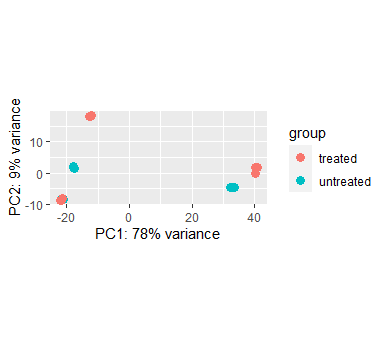 PC2: 9% variance
10
0
-10
-20
0
20
40
PC1: 78% variance
group
treated
untreated